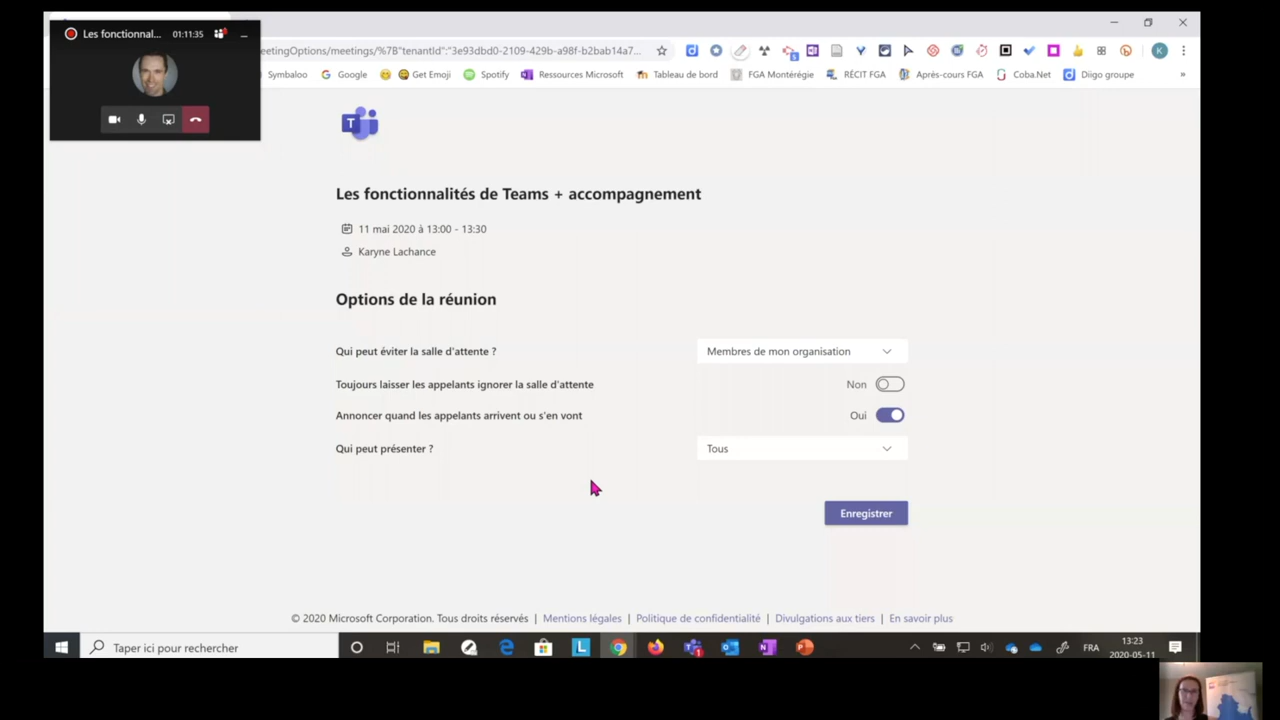 Les fonctionnal... 01:11:35
eetingOptions/meetings/%7B"tenantId":"3e93dbd0-2109-429b-a98f-b2bab14a7...
K
Symbaloo Google Get Emoji Spotify Ressources Microsoft Tableau de bord FGA Montérégie RÉCIT FGA Après-cours FGA Coba.Net Diigo groupe »
T
Les fonctionnalités de Teams + accompagnement
11 mai 2020 à 13:00 - 13:30
Karyne Lachance
Options de la réunion
Qui peut éviter la salle d'attente ? Membres de mon organisation
Toujours laisser les appelants ignorer la salle d'attente Non
Annoncer quand les appelants arrivent ou s'en vont Oui
Qui peut présenter ? Tous
Enregistrer
© 2020 Microsoft Corporation. Tous droits réservés | Mentions légales | Politique de confidentialité | Divulgations aux tiers | En savoir plus
Taper ici pour rechercher
FRA
13:23
2020-05-11